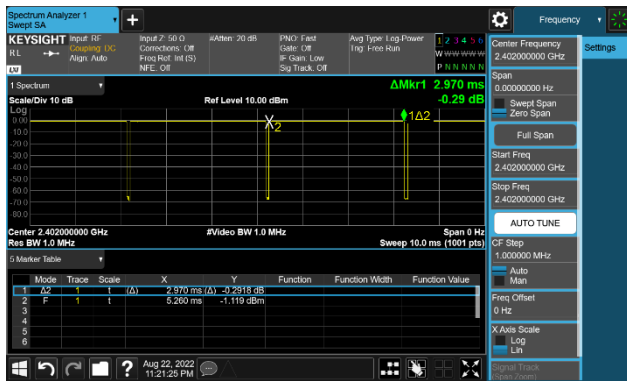 Spectrum Analyzer 1
Swept SA
+
Frequency
KEYSIGHT
RL
Input: RF
Coupling: DC
Align: Auto
Input Z: 50 Ω
Corrections: Off
Freq Ref: Int (S)
NFE: Off
#Atten: 20 dB
PNO: Fast
Gate: Off
IF Gain: Low
Sig Track: Off
Avg Type: Log-Power
Trig: Free Run
1 2 3 4 5 6
W W W W W W
P N N N N N
LXI
1 Spectrum
Scale/Div 10 dB
Ref Level 10.00 dBm
ΔMkr1 2.970 ms
-0.29 dB
Log
0.00
-10.0
-20.0
-30.0
-40.0
-50.0
-60.0
-70.0
-80.0
2
1Δ2
Center 2.402000000 GHz
Res BW 1.0 MHz
#Video BW 1.0 MHz
Span 0 Hz
Sweep 10.0 ms (1001 pts)
5 Marker Table
Mode Trace Scale X Y Function Function Width Function Value
1 Δ2 1 t (Δ) 2.970 ms (Δ) -0.2918 dB
2 F 1 t 5.260 ms -1.119 dBm
3
4
5
6
Settings
Center Frequency
2.402000000 GHz
Span
0.00000000 Hz
Swept Span
Zero Span
Full Span
Start Freq
2.402000000 GHz
Stop Freq
2.402000000 GHz
AUTO TUNE
CF Step
1.000000 MHz
Auto
Man
Freq Offset
0 Hz
X Axis Scale
Log
Lin
Signal Track
(Span Zoom)
?
Aug 22, 2022
11:21:25 PM